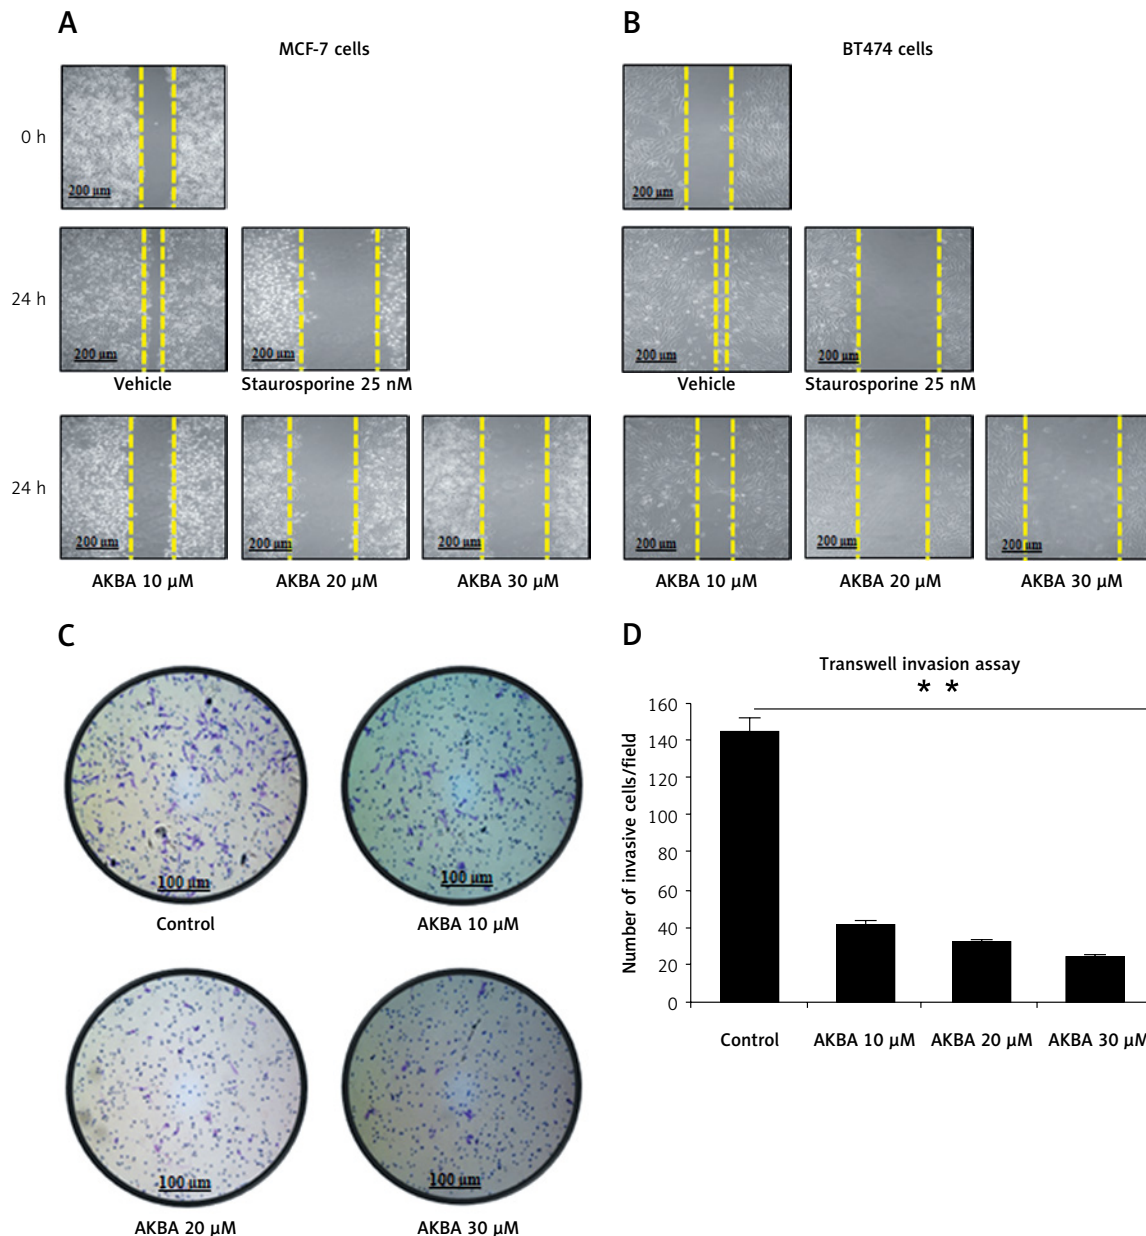 A
MCF-7 cells
0 h
200 µm
24 h
200 µm
200 µm
Vehicle
Staurosporine 25 nM
24 h
200 µm
200 µm
200 µm
AKBA 10 µM
AKBA 20 µM
AKBA 30 µM
B
BT474 cells
200 µm
200 µm
200 µm
Vehicle
Staurosporine 25 nM
200 µm
200 µm
200 µm
AKBA 10 µM
AKBA 20 µM
AKBA 30 µM
C
100 µm
100 µm
Control
AKBA 10 µM
100 µm
100 µm
AKBA 20 µM
AKBA 30 µM
D
Transwell invasion assay
* *
Number of invasive cells/field
160
140
120
100
80
60
40
20
0
Control
AKBA 10 µM
AKBA 20 µM
AKBA 30 µM